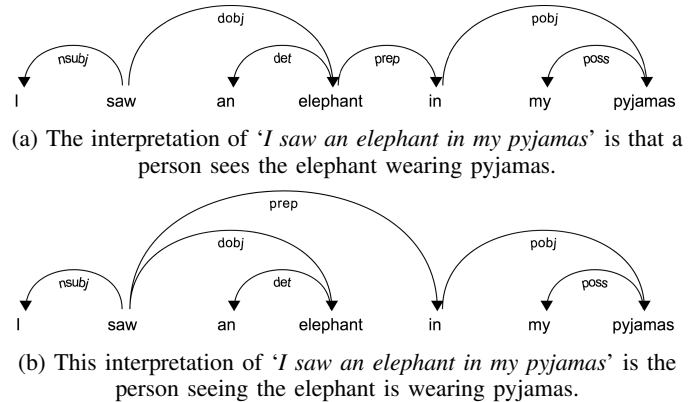 dobj pobj
nsubj det prep poss
I saw an elephant in my pyjamas
(a) The interpretation of ‘I saw an elephant in my pyjamas’ is that a
person sees the elephant wearing pyjamas.
prep
dobj pobj
nsubj det poss
I saw an elephant in my pyjamas
(b) This interpretation of ‘I saw an elephant in my pyjamas’ is the
person seeing the elephant is wearing pyjamas.